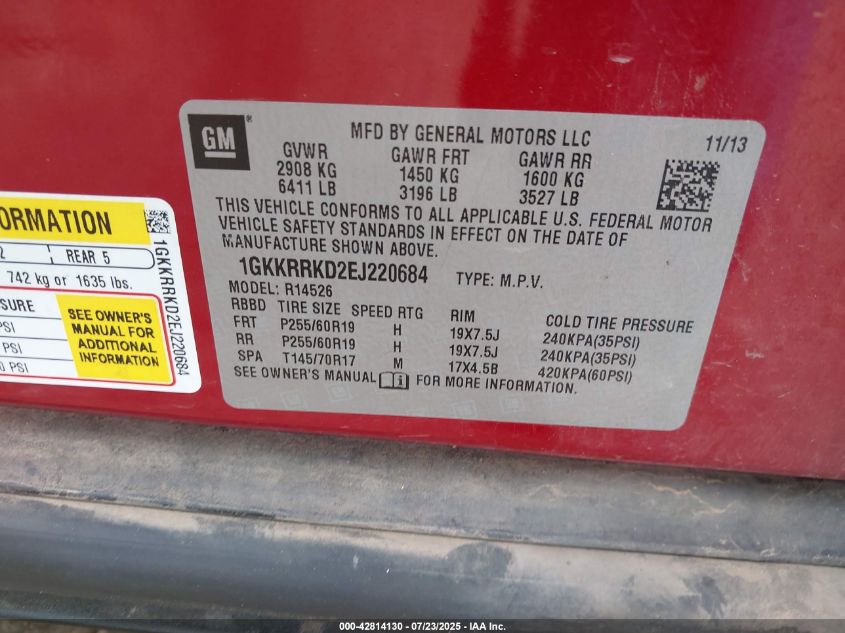 GM ®
MFD BY GENERAL MOTORS LLC
11/13
GVWR GAWR FRT GAWR RR
2908 KG 1450 KG 1600 KG
6411 LB 3196 LB 3527 LB
THIS VEHICLE CONFORMS TO ALL APPLICABLE U.S. FEDERAL MOTOR
VEHICLE SAFETY STANDARDS IN EFFECT ON THE DATE OF
MANUFACTURE SHOWN ABOVE.
1GKKRRKD2EJ220684 TYPE: M.P.V.
MODEL: R14526
RBBD TIRE SIZE SPEED RTG RIM COLD TIRE PRESSURE
FRT P255/60R19 H 19X7.5J 240KPA(35PSI)
RR P255/60R19 H 19X7.5J 240KPA(35PSI)
SPA T145/70R17 M 17X4.5B 420KPA(60PSI)
SEE OWNER'S MANUAL i FOR MORE INFORMATION.
ORMATION
2 REAR 5
742 kg or 1635 lbs.
SURE
PSI
PSI
0 PSI
SEE OWNER'S
MANUAL FOR
ADDITIONAL
INFORMATION
1GKKRRKD2EJ220684
000-42814130 - 07/23/2025 - IAA Inc.